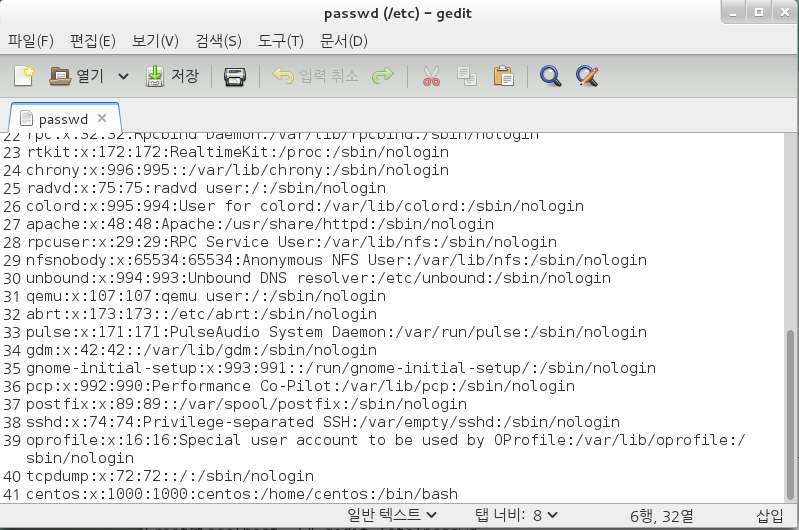 passwd (/etc) – gedit
파일(F) 편집(E) 보기(V) 검색(S) 도구(T) 문서(D)
열기 저장 입력 취소
passwd
22 rpc:x:32:32:Rpcbind Daemon:/var/lib/rpcbind:/sbin/nologin
23 rtkit:x:172:172:RealtimeKit:/proc:/sbin/nologin
24 chrony:x:996:995::/var/lib/chrony:/sbin/nologin
25 radvd:x:75:75:radvd user:/:/sbin/nologin
26 colord:x:995:994:User for colord:/var/lib/colord:/sbin/nologin
27 apache:x:48:48:Apache:/usr/share/httpd:/sbin/nologin
28 rpcuser:x:29:29:RPC Service User:/var/lib/nfs:/sbin/nologin
29 nfsnobody:x:65534:65534:Anonymous NFS User:/var/lib/nfs:/sbin/nologin
30 unbound:x:994:993:Unbound DNS resolver:/etc/unbound:/sbin/nologin
31 qemu:x:107:107:qemu user:/:/sbin/nologin
32 abrt:x:173:173::/etc/abrt:/sbin/nologin
33 pulse:x:171:171:PulseAudio System Daemon:/var/run/pulse:/sbin/nologin
34 gdm:x:42:42::/var/lib/gdm:/sbin/nologin
35 gnome-initial-setup:x:993:991::/run/gnome-initial-setup/:/sbin/nologin
36 pcp:x:992:990:Performance Co-Pilot:/var/lib/pcp:/sbin/nologin
37 postfix:x:89:89::/var/spool/postfix:/sbin/nologin
38 sshd:x:74:74:Privilege-separated SSH:/var/empty/sshd:/sbin/nologin
39 oprofile:x:16:16:Special user account to be used by OProfile:/var/lib/oprofile:/
sbin/nologin
40 tcpdump:x:72:72::/:/sbin/nologin
41 centos:x:1000:1000:centos:/home/centos:/bin/bash
일반 텍스트 탭 너비: 8 6행, 32열 삽입